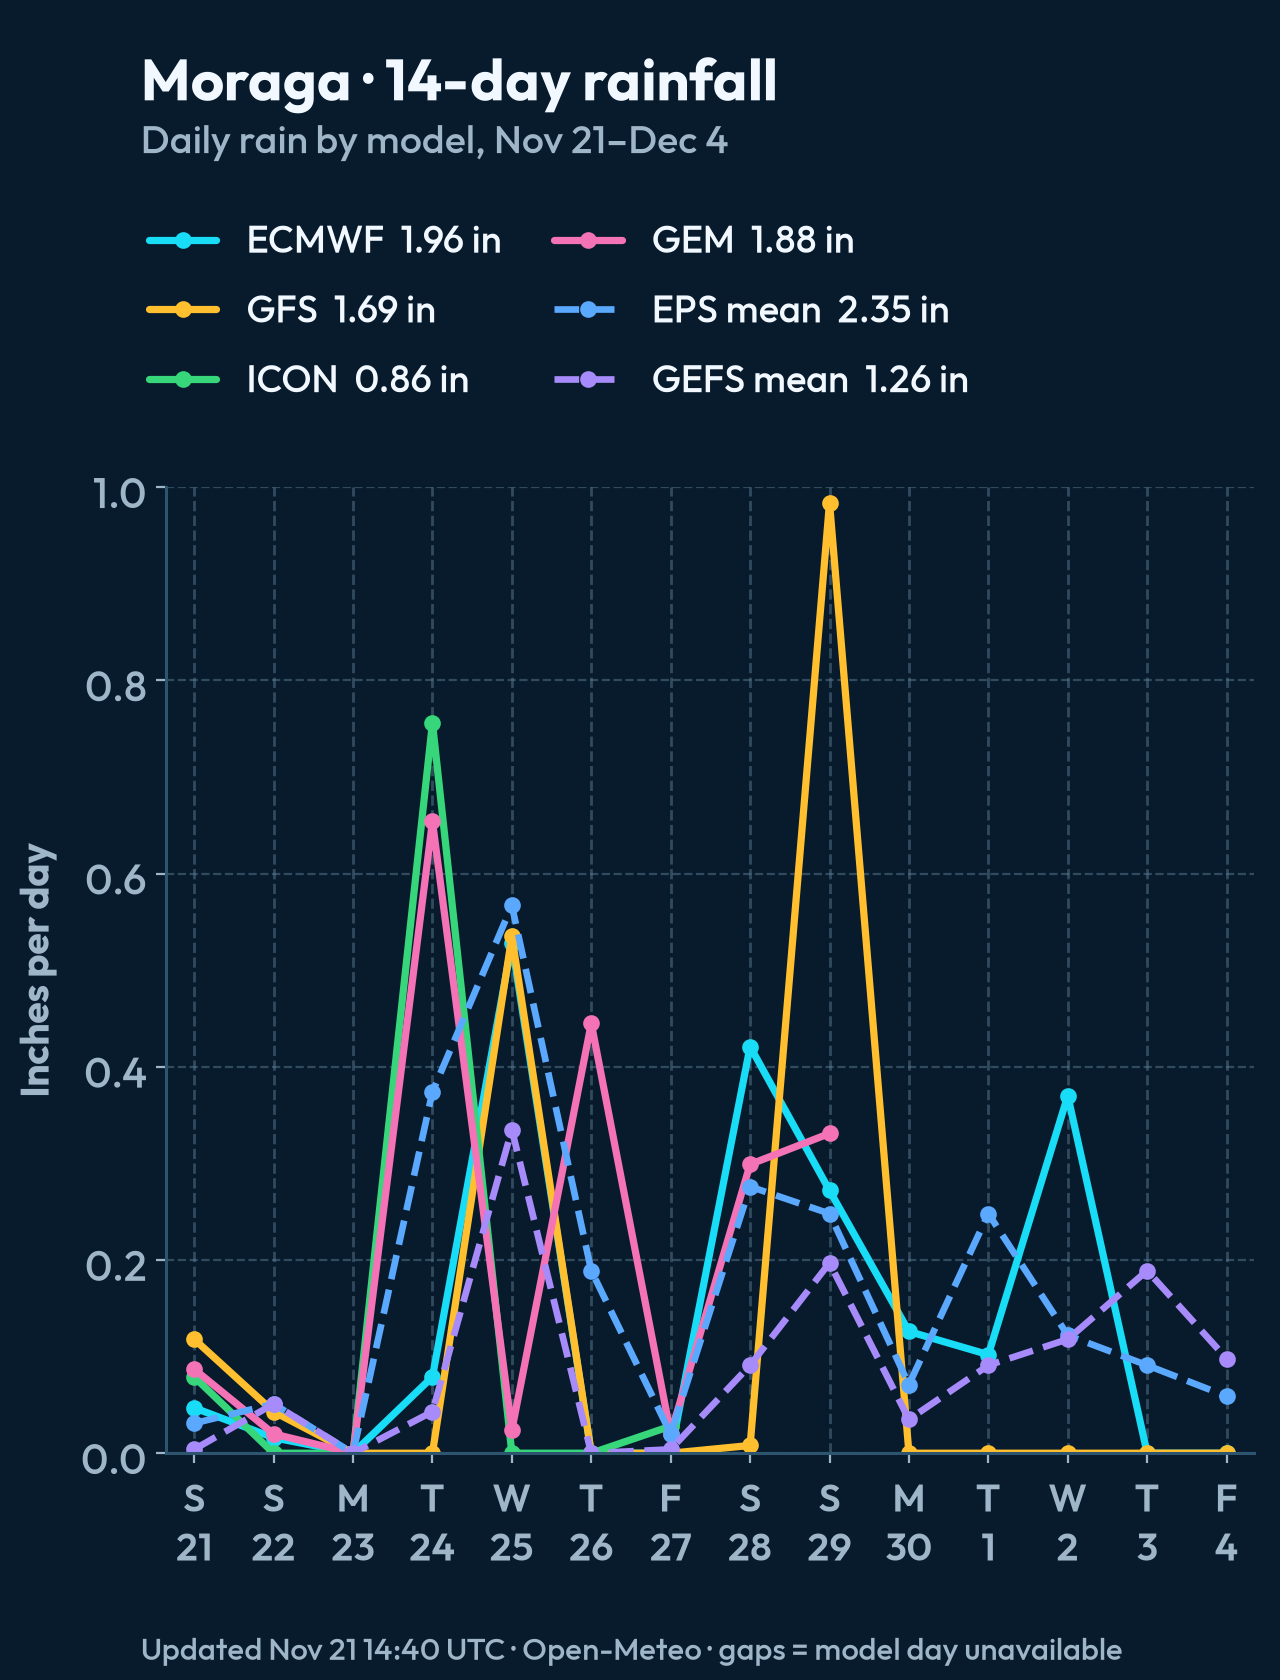 Moraga · 14-day rainfall
Daily rain by model, Nov 21–Dec 4
ECMWF 1.96 in
GEM 1.88 in
GFS 1.69 in
EPS mean 2.35 in
ICON 0.86 in
GEFS mean 1.26 in
Inches per day
1.0
0.8
0.6
0.4
0.2
0.0
S S M T W T F S S M T W T F
21 22 23 24 25 26 27 28 29 30 1 2 3 4
Updated Nov 21 14:40 UTC · Open-Meteo · gaps = model day unavailable